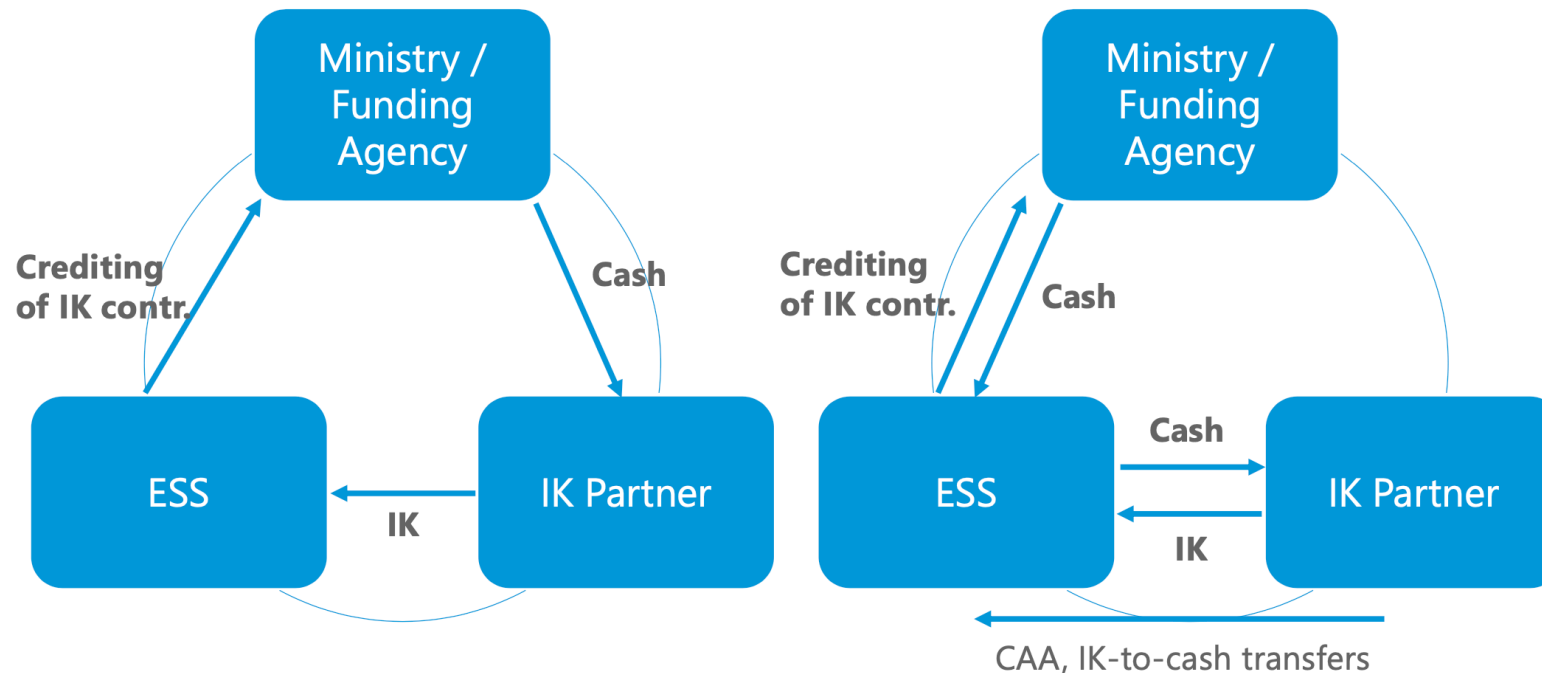 Ministry /
Funding
Agency
Crediting
of IK contr.
Cash
ESS
IK Partner
IK
Ministry /
Funding
Agency
Crediting
of IK contr.
Cash
ESS
Cash
IK
IK Partner
CAA, IK-to-cash transfers